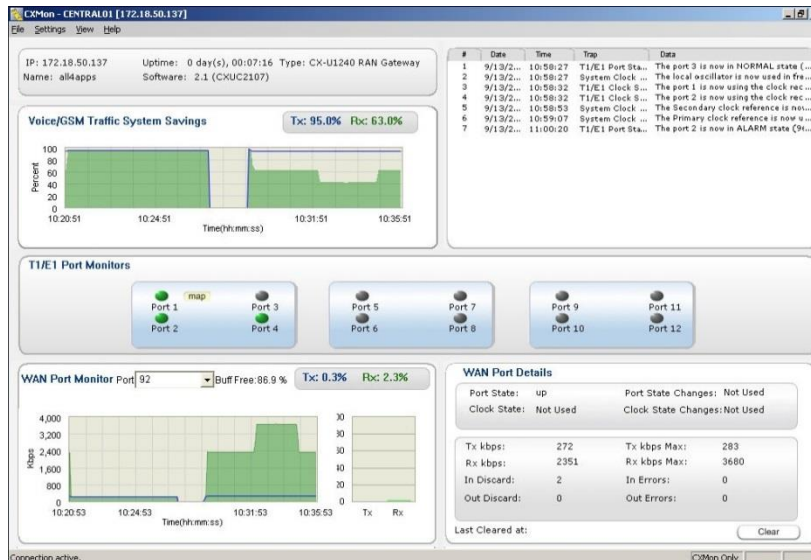 CXMon - CENTRAL01 [172.18.50.137]
File Settings View Help
IP: 172.18.50.137 Uptime: 0 day(s), 00:07:16 Type: CX-U1240 RAN Gateway
Name: all4apps Software: 2.1 (CXUC2107)
Voice/GSM Traffic System Savings Tx: 95.0% Rx: 63.0%
100
80
60
40
20
0
Percent
10:20:51 10:24:51 10:31:51 10:35:51
Time(hh:mm:ss)
# Date Time Trap Data
1 9/13/2... 10:58:27 T1/E1 Port Sta... The port 3 is now in NORMAL state (...
2 9/13/2... 10:58:27 System Clock ... The local oscillator is now used in fre...
3 9/13/2... 10:58:32 T1/E1 Clock S... The port 1 is now using the clock rec...
4 9/13/2... 10:58:32 T1/E1 Clock S... The port 2 is now using the clock rec...
5 9/13/2... 10:58:53 System Clock ... The Secondary clock reference is nov...
6 9/13/2... 10:59:07 System Clock ... The Primary clock reference is now u...
7 9/13/2... 11:00:20 T1/E1 Port Sta... The port 2 is now in ALARM state (9(...
T1/E1 Port Monitors
Port 1 map Port 3
Port 2 Port 4
Port 5 Port 7
Port 6 Port 8
Port 9 Port 11
Port 10 Port 12
WAN Port Monitor Port 92 Buff Free:86.9 % Tx: 0.3% Rx: 2.3%
4,000
3,200
2,400
1,600
800
0
Kbps
10:20:53 10:24:53 10:31:53 10:35:53
Time(hh:mm:ss)
00
80
60
40
20
0
Tx Rx
WAN Port Details
Port State: up Port State Changes: Not Used
Clock State: Not Used Clock State Changes: Not Used
Tx kbps: 272 Tx kbps Max: 283
Rx kbps: 2351 Rx kbps Max: 3680
In Discard: 2 In Errors: 0
Out Discard: 0 Out Errors: 0
Last Cleared at: Clear
Connection active. CXMon Only